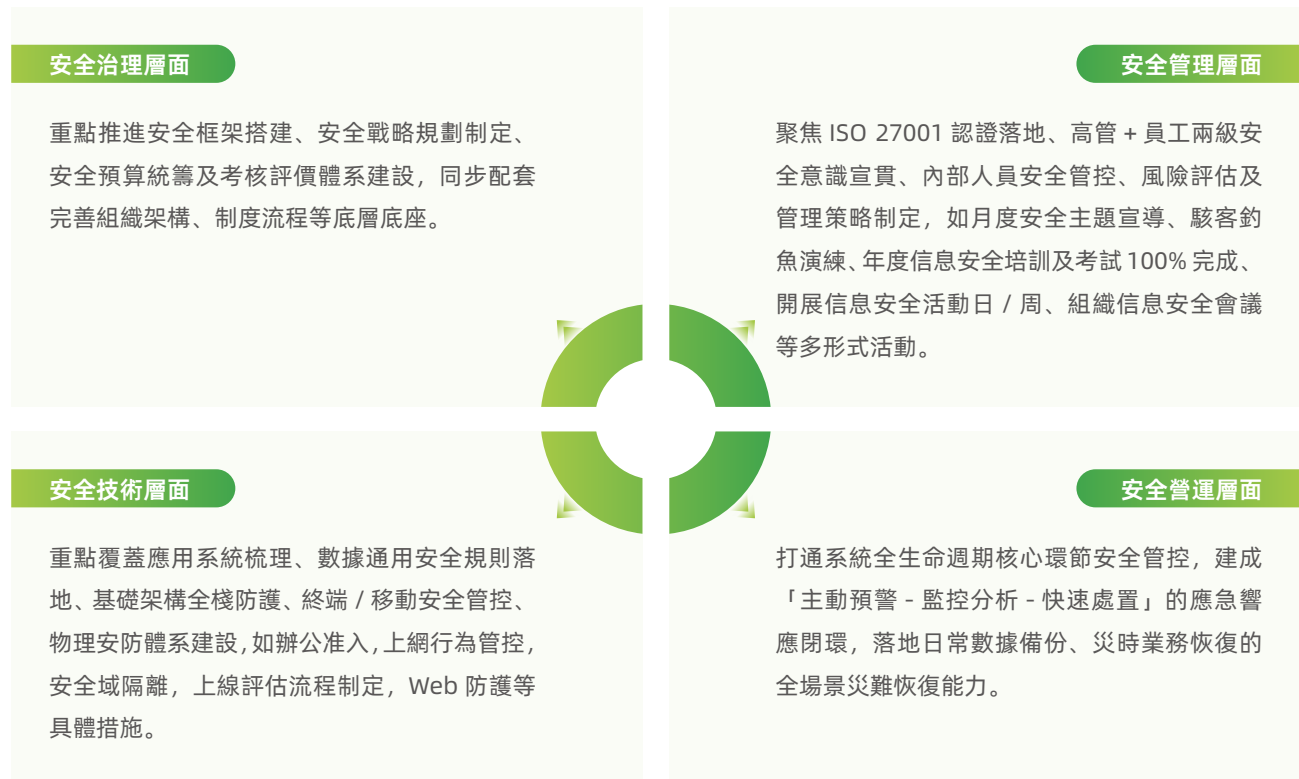 安全治理層面
重點推進安全框架搭建、安全戰略規劃制定、
安全預算統籌及考核評價體系建設，同步配套
完善組織架構、制度流程等底層底座。
安全管理層面
聚焦 ISO 27001 認證落地、高管 + 員工兩級安
全意識宣貫、內部人員安全管控、風險評估及
管理策略制定，如月度安全主題宣導、駭客釣
魚演練、年度信息安全培訓及考試 100% 完成、
開展信息安全活動日 / 周、組織信息安全會議
等多形式活動。
安全技術層面
重點覆蓋應用系統梳理、數據通用安全規則落
地、基礎架構全棧防護、終端 / 移動安全管控、
物理安防體系建設，如辦公准入，上網行為管控，
安全域隔離，上線評估流程制定，Web 防護等
具體措施。
安全營運層面
打通系統全生命週期核心環節安全管控，建成
「主動預警 - 監控分析 - 快速處置」的應急響
應閉環，落地日常數據備份、災時業務恢復的
全場景災難恢復能力。